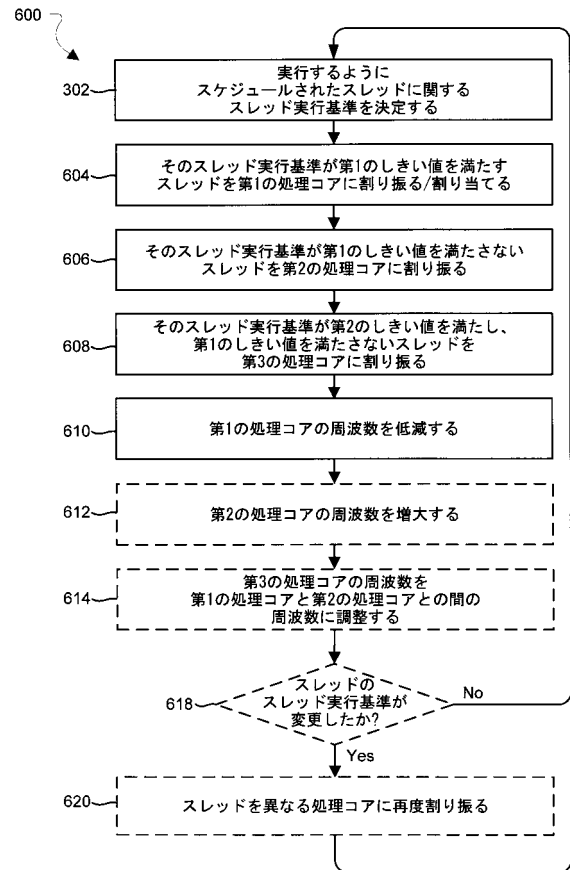 600
302
実行するように
スケジュールされたスレッドに関する
スレッド実行基準を決定する
604
そのスレッド実行基準が第1のしきい値を満たす
スレッドを第1の処理コアに割り振る/割り当てる
606
そのスレッド実行基準が第1のしきい値を満たさない
スレッドを第2の処理コアに割り振る
608
そのスレッド実行基準が第2のしきい値を満たし、
第1のしきい値を満たさないスレッドを
第3の処理コアに割り振る
610
第1の処理コアの周波数を低減する
612
第2の処理コアの周波数を増大する
614
第3の処理コアの周波数を
第1の処理コアと第2の処理コアとの間の
周波数に調整する
618
スレッドの
スレッド実行基準が
変更したか?
No
Yes
620
スレッドを異なる処理コアに再度割り振る